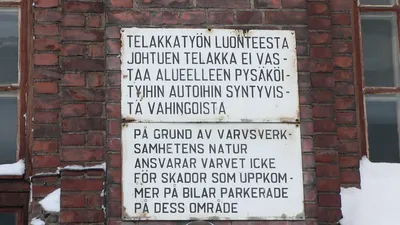 TELAKKATYÖN LUONTEESTA
JOHTUEN TELAKKA EI VAS-
TAA ALUEELLEEN PYSÄKÖI-
TYIHIN AUTOIHIN SYNTYVIS-
TÄ VAHINGOISTA
PÅ GRUND AV VARVSVERK-
SAMHETENS NATUR
ANSVARAR VARVET ICKE
FÖR SKADOR SOM UPPKOM-
MER PÅ BILAR PARKERADE
PÅ DESS OMRÅDE